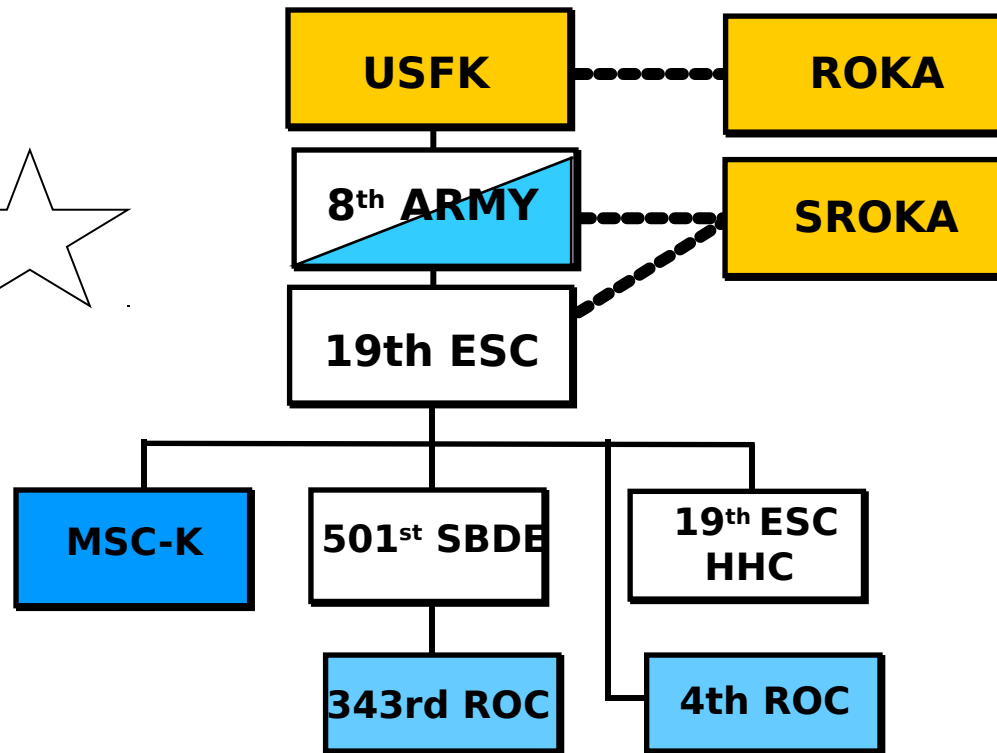 USFK
ROKA
8th ARMY
SROKA
19th ESC
MSC-K
501st SBDE
19th ESC
HHC
343rd ROC
4th ROC